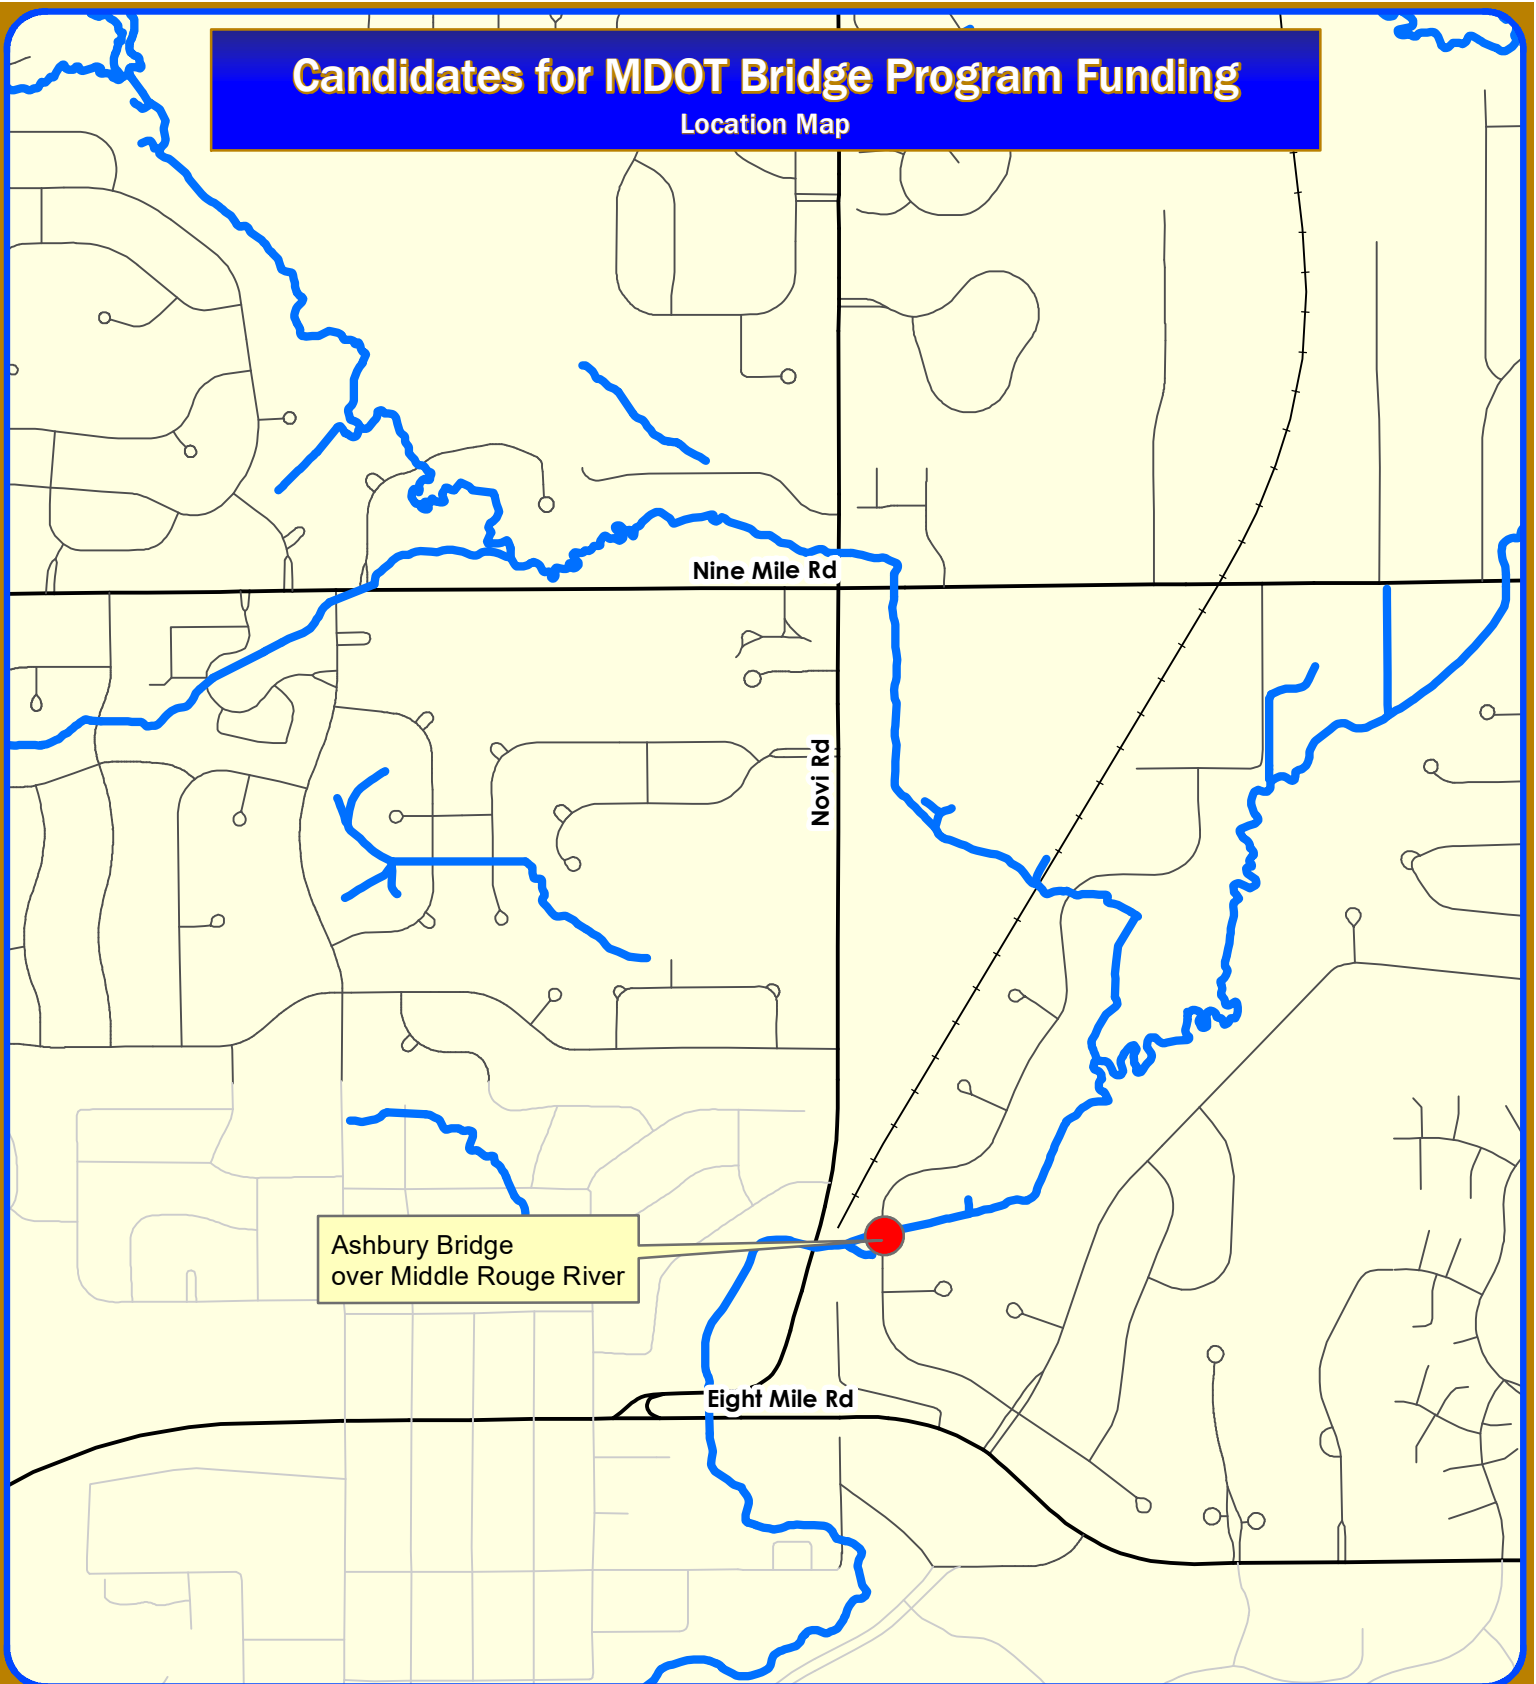 Candidates for MDOT Bridge Program Funding
Location Map
Nine Mile Rd
Novi Rd
Ashbury Bridge
over Middle Rouge River
Eight Mile Rd